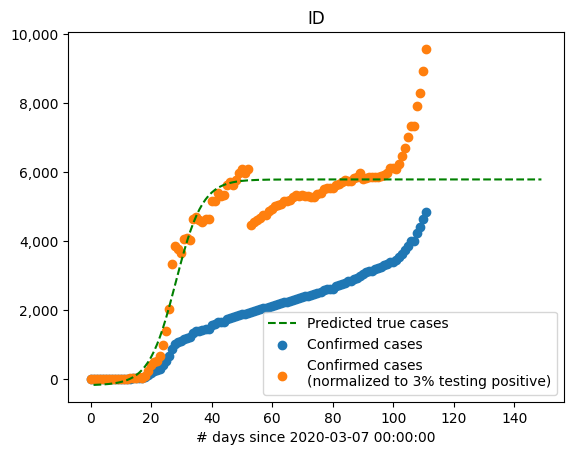 ID
10,000
8,000
6,000
4,000
2,000
0
Predicted true cases
Confirmed cases
Confirmed cases
(normalized to 3% testing positive)
0 20 40 60 80 100 120 140
# days since 2020-03-07 00:00:00